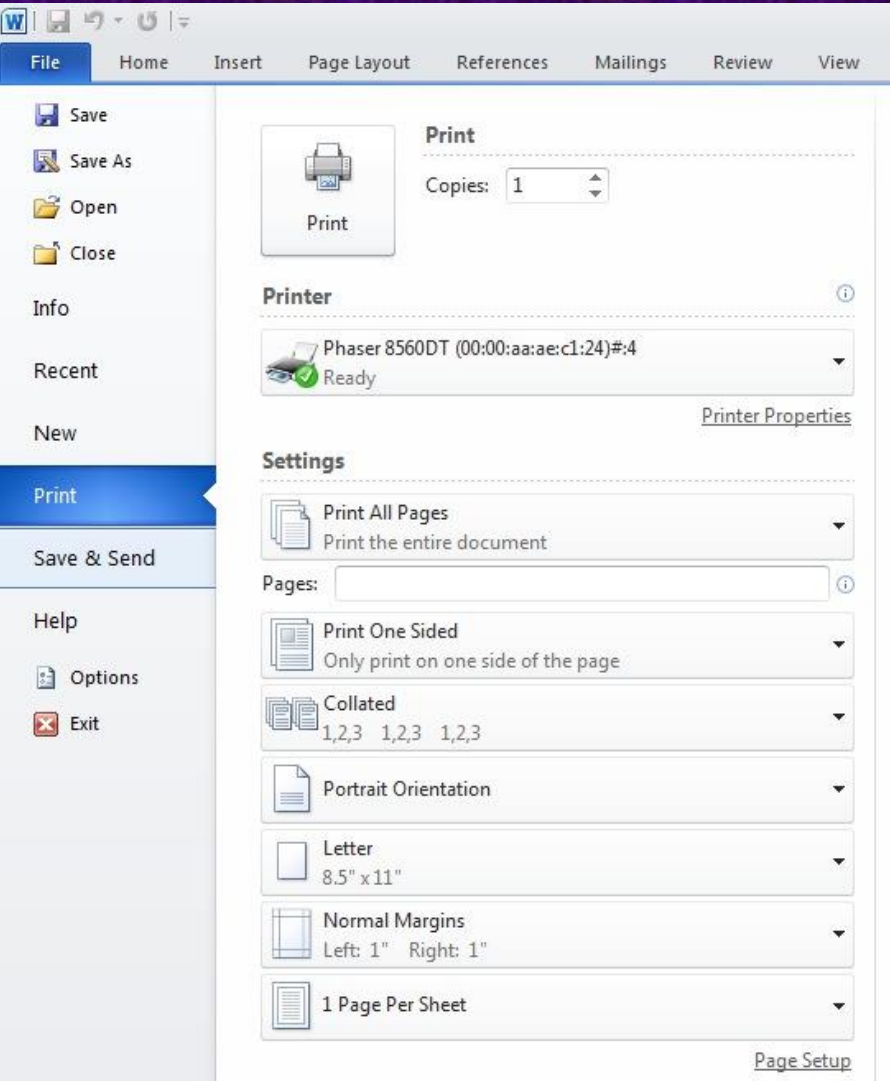 W
File Home Insert Page Layout References Mailings Review View
Save
Save As
Open
Close
Info
Recent
New
Print
Save & Send
Help
Options
Exit
Print
Print
Copies: 1
Printer
Phaser 8560DT (00:00:aa:ae:c1:24)#:4
Ready
Printer Properties
Settings
Print All Pages
Print the entire document
Pages:
Print One Sided
Only print on one side of the page
Collated
1,2,3 1,2,3 1,2,3
Portrait Orientation
Letter
8.5" x 11"
Normal Margins
Left: 1" Right: 1"
1 Page Per Sheet
Page Setup